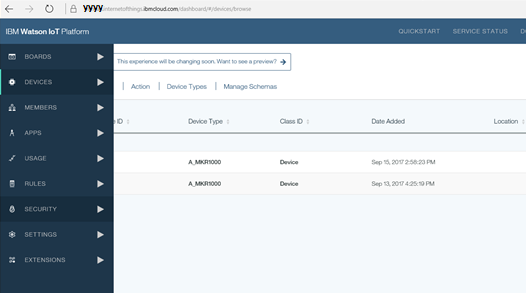 yyyy internetofthings.ibmcloud.com/dashboard/#/devices/browse
IBM Watson IoT Platform
QUICKSTART
SERVICE STATUS
BOARDS
DEVICES
MEMBERS
APPS
USAGE
RULES
SECURITY
SETTINGS
EXTENSIONS
This experience will be changing soon. Want to see a preview?
Action
Device Types
Manage Schemas
ID
Device Type
Class ID
Date Added
Location
A_MKR1000
Device
Sep 15, 2017 2:58:23 PM
A_MKR1000
Device
Sep 13, 2017 4:25:19 PM